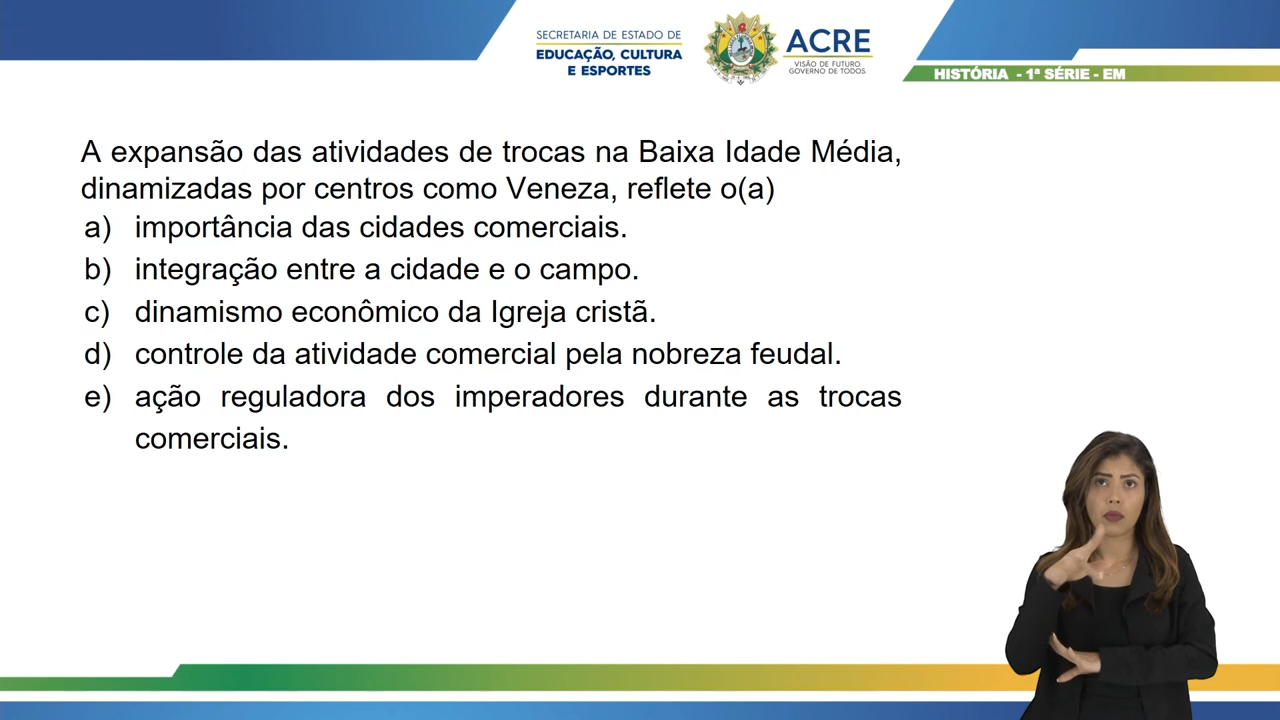 SECRETARIA DE ESTADO DE
EDUCAÇÃO, CULTURA
E ESPORTES
ACRE
VISÃO DE FUTURO.
GOVERNO DE TODOS.
HISTÓRIA - 1ª SÉRIE - EM
A expansão das atividades de trocas na Baixa Idade Média,
dinamizadas por centros como Veneza, reflete o(a)
a) importância das cidades comerciais.
b) integração entre a cidade e o campo.
c) dinamismo econômico da Igreja cristã.
d) controle da atividade comercial pela nobreza feudal.
e) ação reguladora dos imperadores durante as trocas
comerciais.